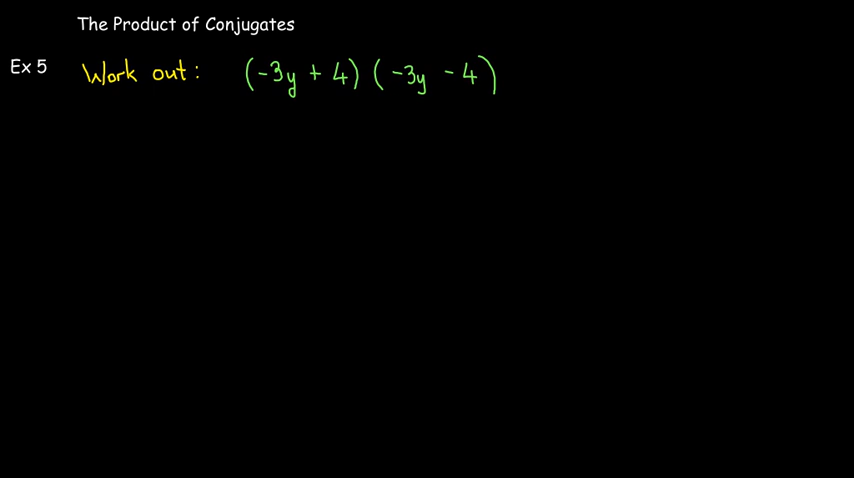 The Product of Conjugates
Ex 5 Work out: (-3y + 4) (-3y - 4)